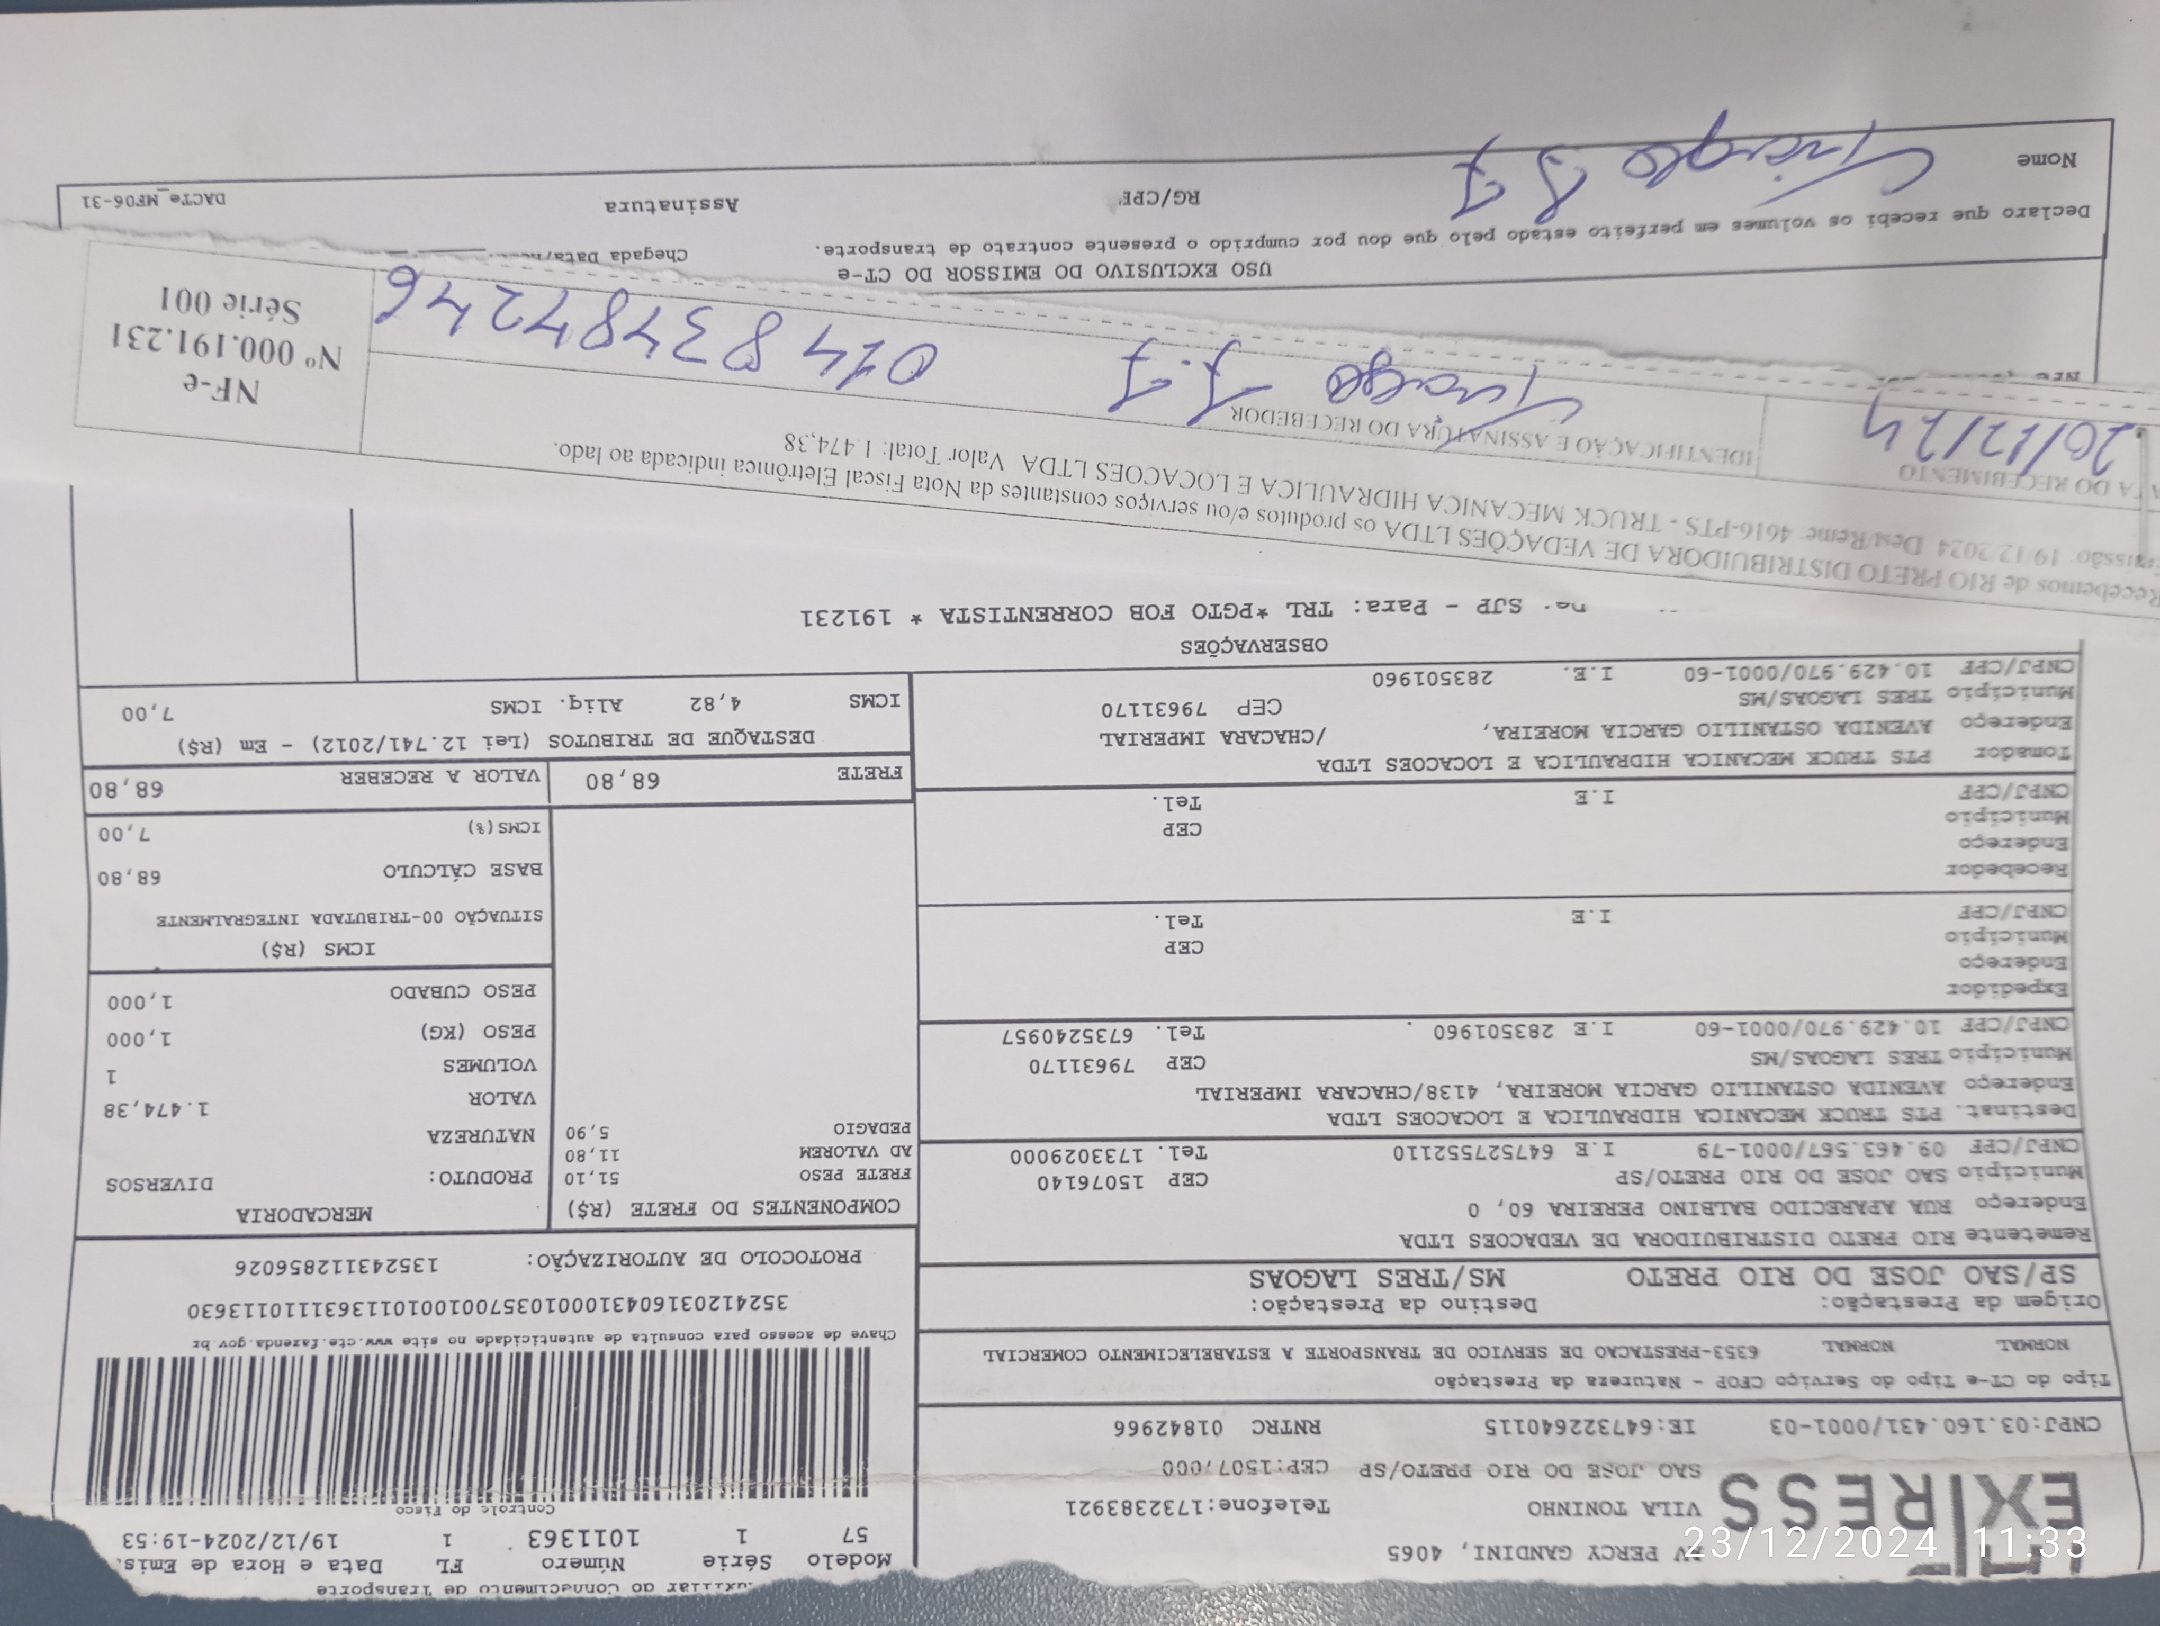 Auxiliar do Conhecimento de Transporte
Modelo Série Número FL Data e Hora de Emis.
57 1 1011363 1 19/12/2024-19:53
Controle do Fisco
EX RESS
AV PERCY GANDINI, 4065
VILA TONINHO Telefone:1732383921
SAO JOSE DO RIO PRETO/SP CEP:15077000
CNPJ:03.160.431/0001-03 IE:647322640115 RNTRC 01842966
Tipo do CT-e Tipo do Serviço CFOP - Natureza da Prestação
NORMAL NORMAL 6353-PRESTACAO DE SERVICO DE TRANSPORTE A ESTABELECIMENTO COMERCIAL
Chave de acesso para consulta de autenticidade no site www.cte.fazenda.gov.br
35241203160431000103570010010113631111011363​0
PROTOCOLO DE AUTORIZAÇÃO: 135243112856026
Origem da Prestação: Destino da Prestação:
SP/SAO JOSE DO RIO PRETO MS/TRES LAGOAS
Remetente RIO PRETO DISTRIBUIDORA DE VEDACOES LTDA
Endereço RUA APARECIDO BALBINO PEREIRA 60, 0
Município SAO JOSE DO RIO PRETO/SP CEP 15076140
CNPJ/CPF 09.463.567/0001-79 I.E 647527552110 Tel. 1733029000
Destinat. PTS TRUCK MECANICA HIDRAULICA E LOCACOES LTDA
Endereço AVENIDA OSTANILIO GARCIA MOREIRA, 4138/CHACARA IMPERIAL
Município TRES LAGOAS/MS CEP 79631170
CNPJ/CPF 10.429.970/0001-60 I.E 283501960 Tel. 6735240957
Expedidor
Endereço
Município CEP
CNPJ/CPF I.E Tel.
Recebedor
Endereço
Município CEP
CNPJ/CPF I.E Tel.
Tomador PTS TRUCK MECANICA HIDRAULICA E LOCACOES LTDA
Endereço AVENIDA OSTANILIO GARCIA MOREIRA, /CHACARA IMPERIAL
Município TRES LAGOAS/MS CEP 79631170
CNPJ/CPF 10.429.970/0001-60 I.E. 283501960
COMPONENTES DO FRETE (R$)
FRETE PESO 51,10
AD VALOREM 11,80
PEDAGIO 5,90
MERCADORIA
PRODUTO: DIVERSOS
NATUREZA
VALOR 1.474,38
VOLUMES 1
PESO (KG) 1,000
PESO CUBADO 1,000
ICMS (R$)
SITUAÇÃO 00-TRIBUTADA INTEGRALMENTE
BASE CÁLCULO 68,80
ICMS(%) 7,00
FRETE 68,80 VALOR A RECEBER 68,80
DESTAQUE DE TRIBUTOS (Lei 12.741/2012) - Em (R$)
ICMS 4,82 Aliq. ICMS 7,00
OBSERVAÇÕES
De: SJP - Para: TRL *PGTO FOB CORRENTISTA * 191231
Recebemos de RIO PRETO DISTRIBUIDORA DE VEDAÇÕES LTDA os produtos e/ou serviços constantes da Nota Fiscal Eletrônica indicada ao lado.
Emissão: 19/12/2024 Dest/Reme: 4616-PTS - TRUCK MECANICA HIDRAULICA E LOCACOES LTDA Valor Total: 1.474,38
DATA DO RECEBIMENTO IDENTIFICAÇÃO E ASSINATURA DO RECEBEDOR
20/12/24
NF-e
Nº 000.191.231
Série 001
USO EXCLUSIVO DO EMISSOR DO CT-e
Declaro que recebi os volumes em perfeito estado pelo que dou por cumprido o presente contrato de transporte. Chegada Data/
Nome RG/CPF Assinatura DACTe_MF06-31
23/12/2024 11:33